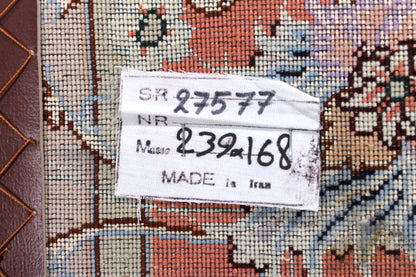 SR 27577
NR
Masse 239x168
MADE in Iran